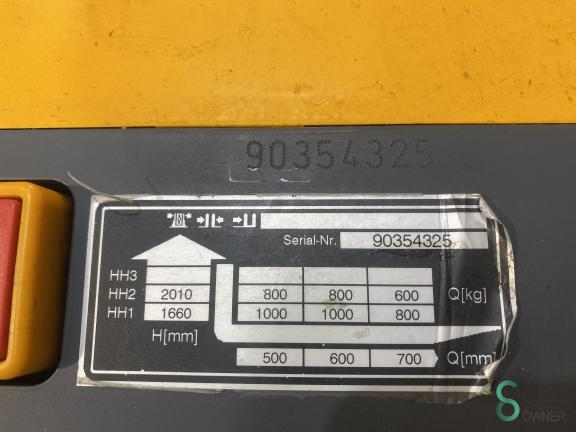 90354325
Serial-Nr. 90354325
HH3
HH2 2010 800 800 600 Q[kg]
HH1 1660 1000 1000 800
H[mm]
500 600 700 Q[mm]
S
OWNER